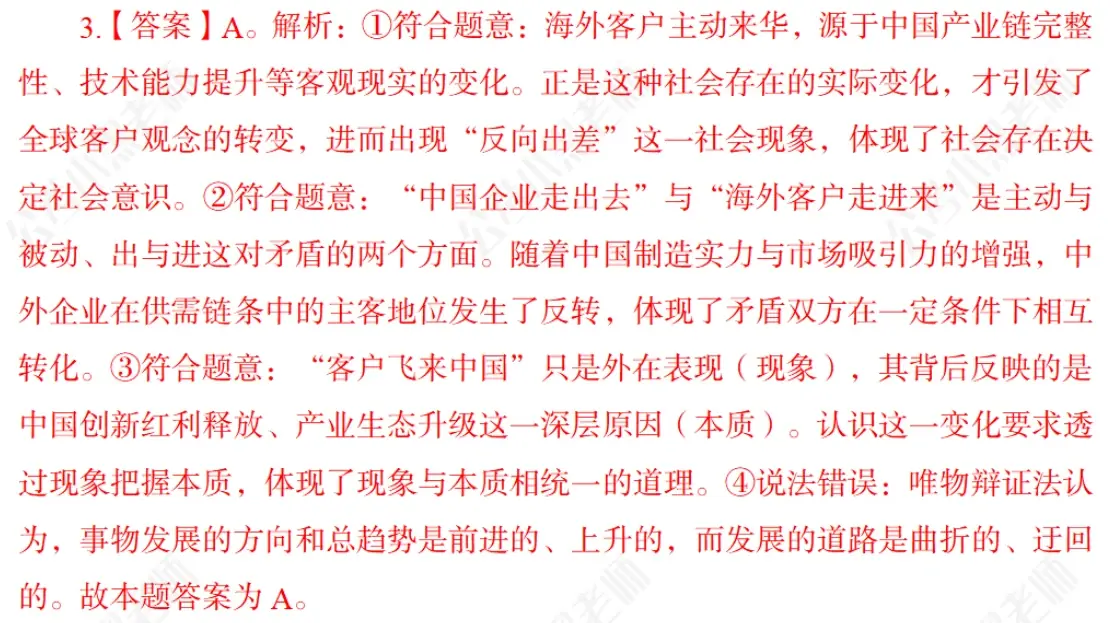 3.【答案】A。解析：①符合题意：海外客户主动来华，源于中国产业链完整
性、技术能力提升等客观现实的变化。正是这种社会存在的实际变化，才引发了
全球客户观念的转变，进而出现“反向出差”这一社会现象，体现了社会存在决
定社会意识。②符合题意：“中国企业走出去”与“海外客户走进来”是主动与
被动、出与进这对矛盾的两个方面。随着中国制造实力与市场吸引力的增强，中
外企业在供需链条中的主客地位发生了反转，体现了矛盾双方在一定条件下相互
转化。③符合题意：“客户飞来中国”只是外在表现（现象），其背后反映的是
中国创新红利释放、产业生态升级这一深层原因（本质）。认识这一变化要求透
过现象把握本质，体现了现象与本质相统一的道理。④说法错误：唯物辩证法认
为，事物发展的方向和总趋势是前进的、上升的，而发展的道路是曲折的、迂回
的。故本题答案为 A。